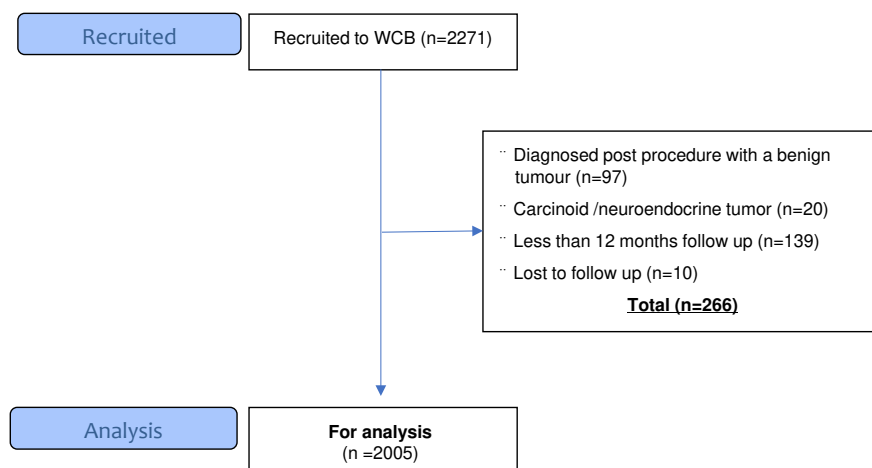 Recruited
Recruited to WCB (n=2271)
¨ Diagnosed post procedure with a benign
tumour (n=97)
¨ Carcinoid /neuroendocrine tumor (n=20)
¨ Less than 12 months follow up (n=139)
¨ Lost to follow up (n=10)
Total (n=266)
Analysis
For analysis
(n =2005)